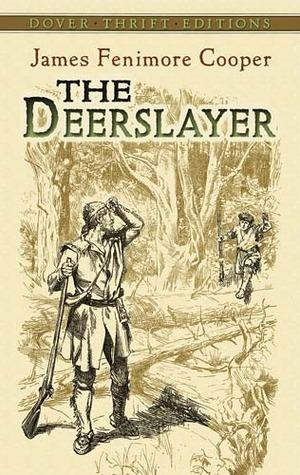 DOVER · THRIFT · EDITIONS
James Fenimore Cooper
THE
DEERSLAYER